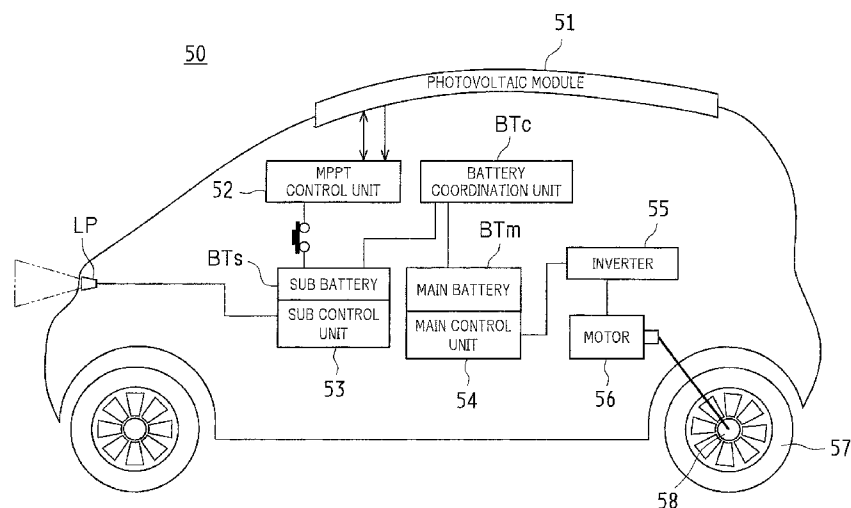 51
50
PHOTOVOLTAIC MODULE
BTc
MPPT
CONTROL UNIT
52
BATTERY
COORDINATION UNIT
LP
BTs
BTm
55
SUB BATTERY
MAIN BATTERY
INVERTER
SUB CONTROL
UNIT
MAIN CONTROL
UNIT
MOTOR
53
54
56
57
58